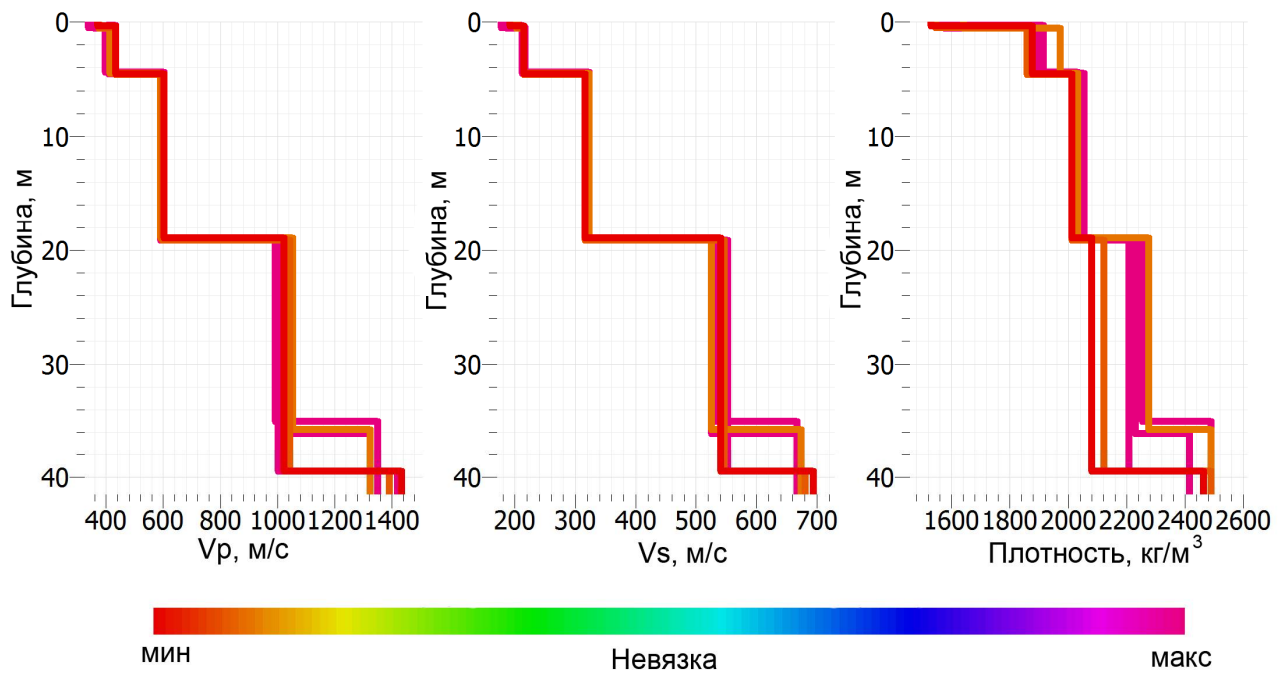 0
10
20
30
40
Глубина, м
400 600 800 1000 1200 1400
Vp, м/с
0
10
20
30
40
Глубина, м
200 300 400 500 600 700
Vs, м/с
0
10
20
30
40
Глубина, м
1600 1800 2000 2200 2400 2600
Плотность, кг/м³
мин
Невязка
макс